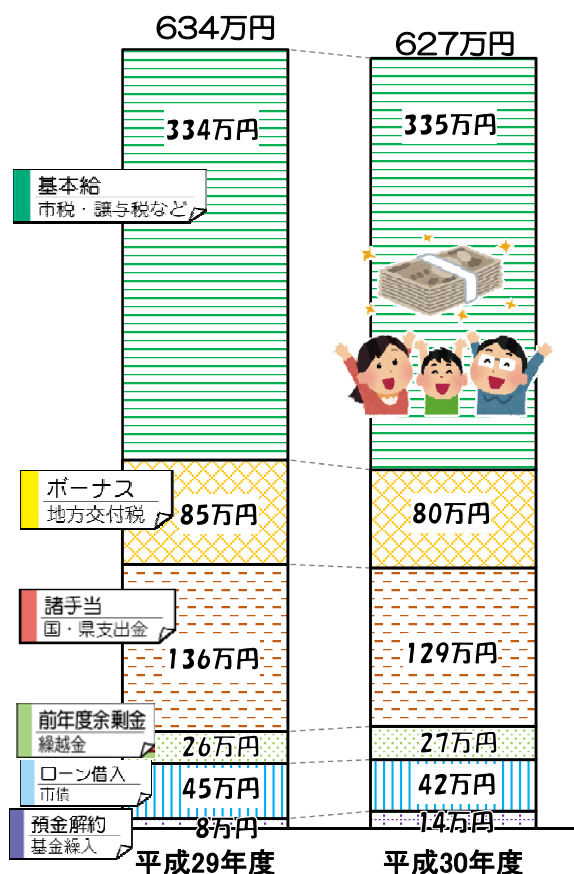 634万円
627万円
334万円
335万円
基本給
市税・譲与税など
ボーナス
地方交付税
85万円
80万円
諸手当
国・県支出金
136万円
129万円
前年度余剰金
繰越金
26万円
27万円
ローン借入
市債
45万円
42万円
預金解約
基金繰入
8万円
14万円
平成29年度
平成30年度